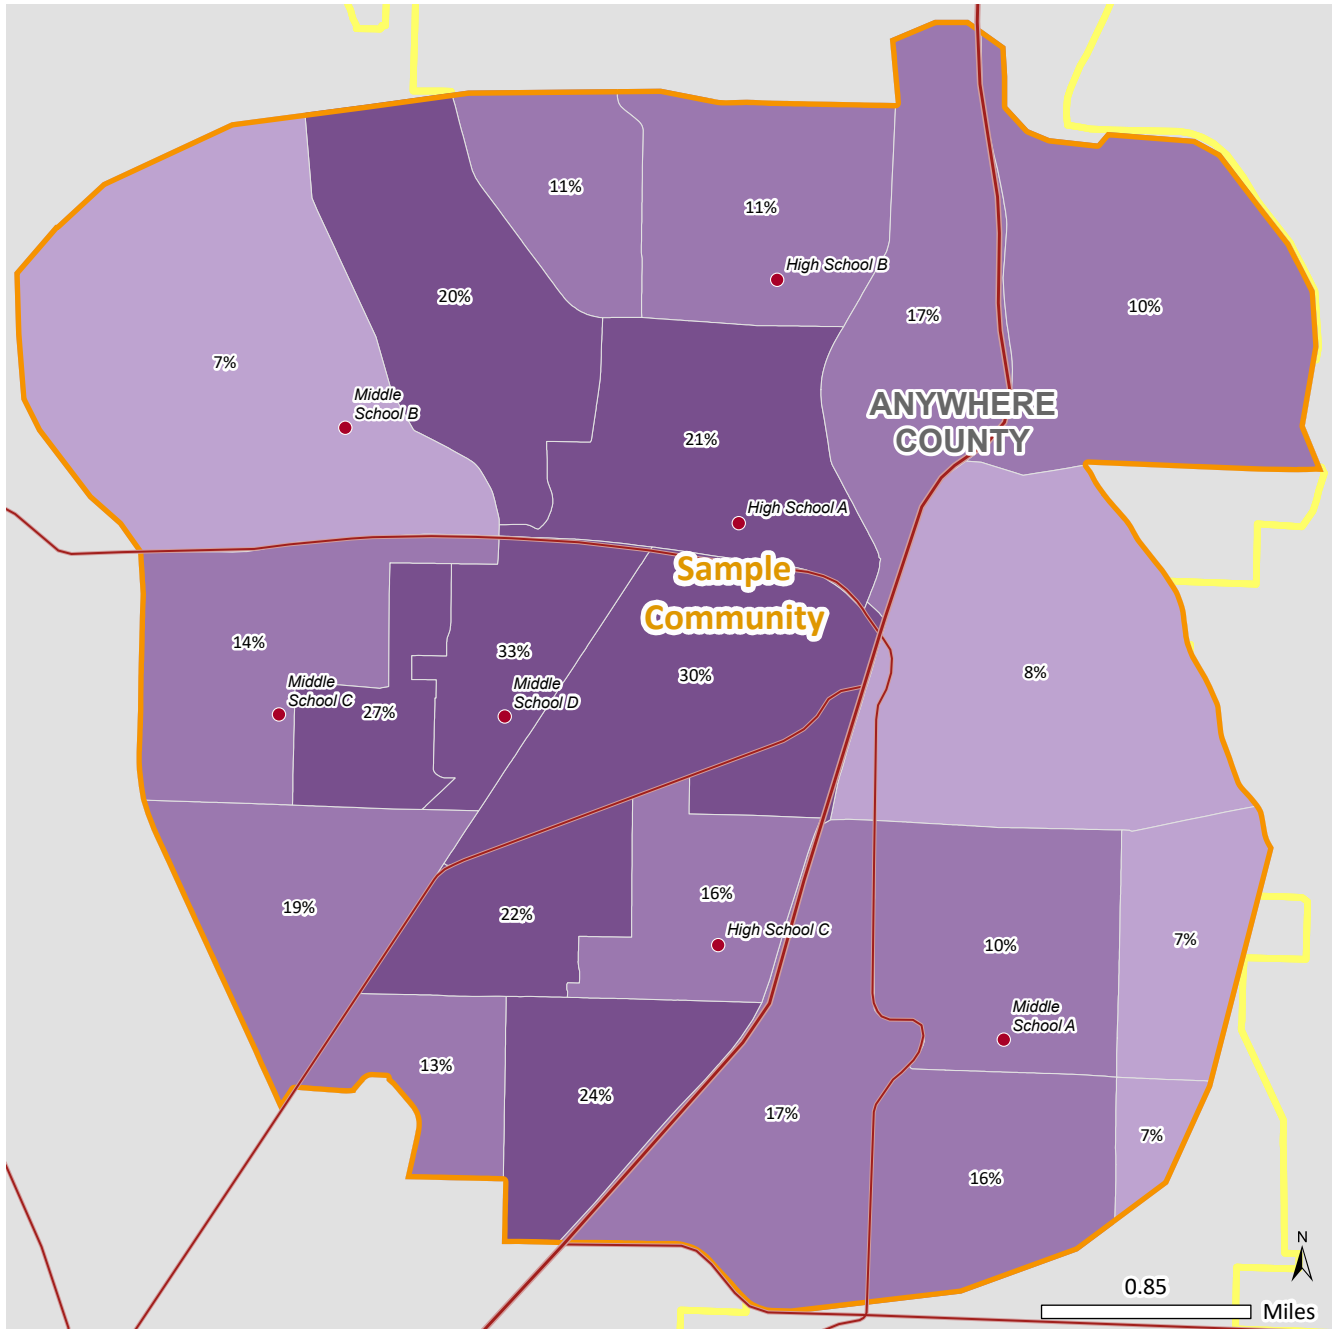 11%
11%
High School B
20%
17%
10%
7%
Middle
School B
ANYWHERE
COUNTY
21%
High School A
Sample
Community
14%
33%
30%
8%
Middle
School C
Middle
School D
27%
19%
22%
16%
High School C
10%
7%
Middle
School A
13%
24%
17%
7%
16%
N
0.85
Miles